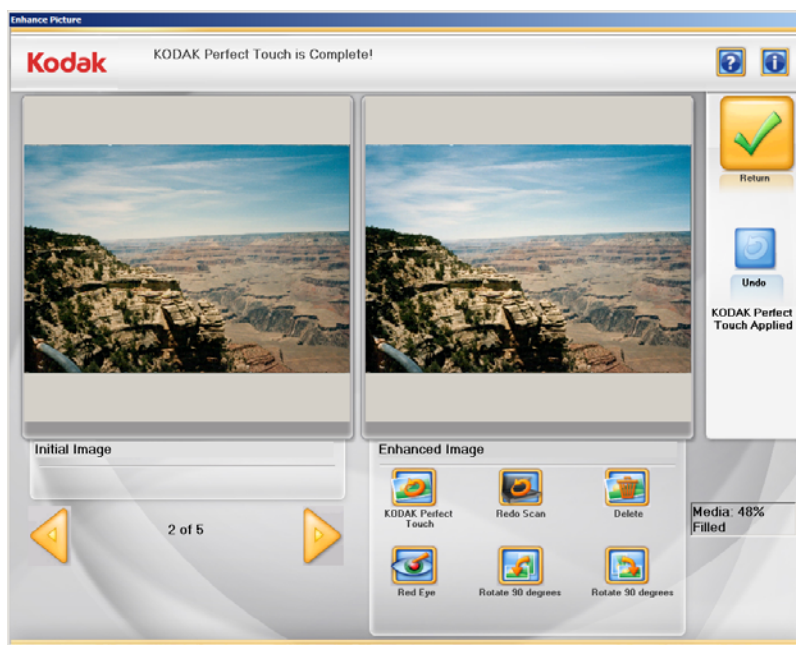 Enhance Picture
Kodak
KODAK Perfect Touch is Complete!
Return
Undo
KODAK Perfect
Touch Applied
Initial Image
Enhanced Image
KODAK Perfect
Touch
Redo Scan
Delete
2 of 5
Media: 48%
Filled
Red Eye
Rotate 90 degrees
Rotate 90 degrees